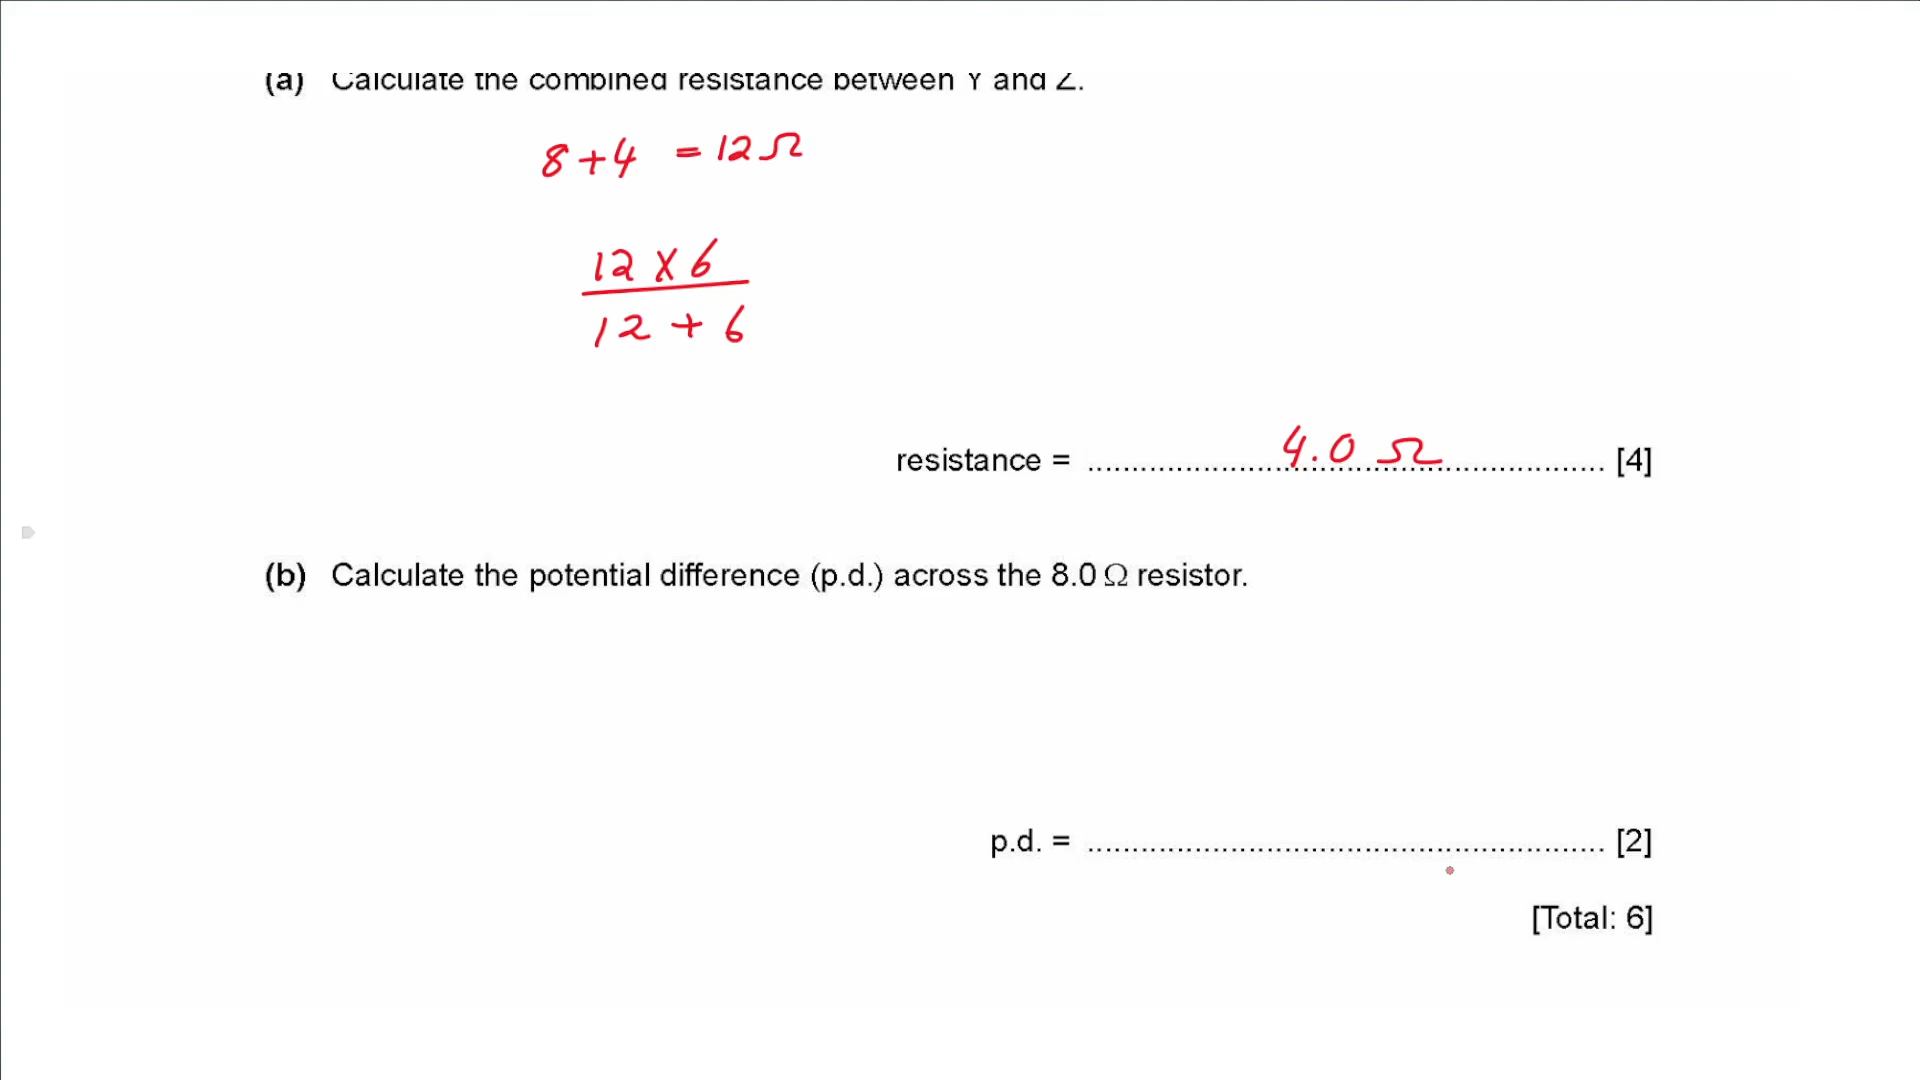 (a) Calculate the combined resistance between Y and Z.
8+4 = 12Ω
12 x 6
12 + 6
resistance = ........................ 4.0 Ω ........................ [4]
(b) Calculate the potential difference (p.d.) across the 8.0 Ω resistor.
p.d. = .......................................................... [2]
[Total: 6]